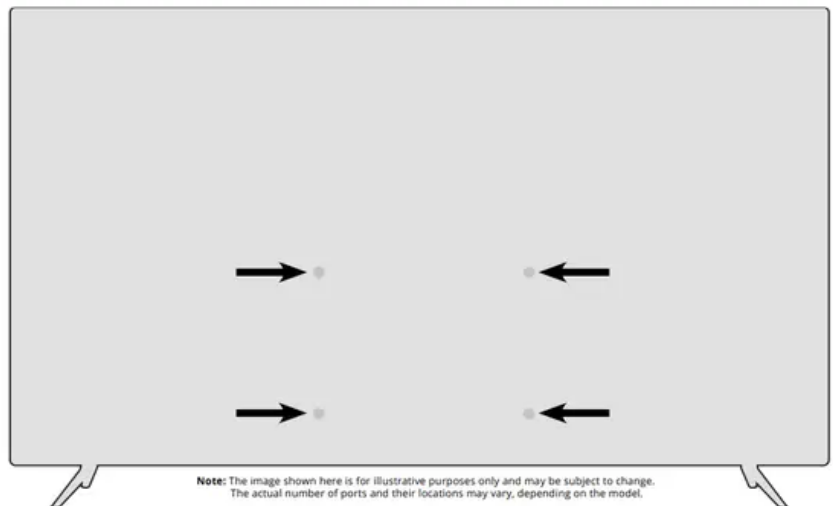 Note: The image shown here is for illustrative purposes only and may be subject to change.
The actual number of ports and their locations may vary, depending on the model.